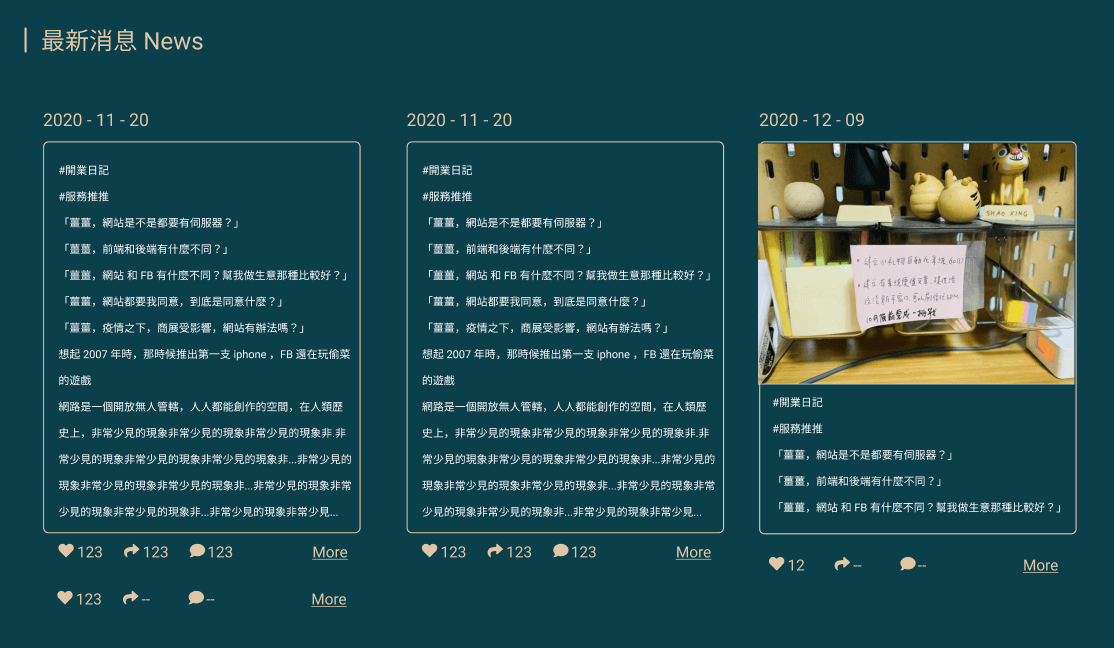 最新消息 News
2020 - 11 - 20
#開業日記
#服務推推
「薑薑，網站是不是都要有伺服器？」
「薑薑，前端和後端有什麼不同？」
「薑薑，網站 和 FB 有什麼不同？幫我做生意那種比較好？」
「薑薑，網站都要我同意，到底是同意什麼？」
「薑薑，疫情之下，商展受影響，網站有辦法嗎？」
想起 2007 年時，那時候推出第一支 iphone ，FB 還在玩偷菜
的遊戲
網路是一個開放無人管轄，人人都能創作的空間，在人類歷
史上，非常少見的現象非常少見的現象非常少見的現象非.非
常少見的現象非常少見的現象非常少見的現象非...非常少見的
現象非常少見的現象非常少見的現象非...非常少見的現象非常
少見的現象非常少見的現象非...非常少見的現象非常少見...
123 123 123 More
123 -- -- More
2020 - 11 - 20
#開業日記
#服務推推
「薑薑，網站是不是都要有伺服器？」
「薑薑，前端和後端有什麼不同？」
「薑薑，網站 和 FB 有什麼不同？幫我做生意那種比較好？」
「薑薑，網站都要我同意，到底是同意什麼？」
「薑薑，疫情之下，商展受影響，網站有辦法嗎？」
想起 2007 年時，那時候推出第一支 iphone ，FB 還在玩偷菜
的遊戲
網路是一個開放無人管轄，人人都能創作的空間，在人類歷
史上，非常少見的現象非常少見的現象非常少見的現象非.非
常少見的現象非常少見的現象非常少見的現象非...非常少見的
現象非常少見的現象非常少見的現象非...非常少見的現象非常
少見的現象非常少見的現象非...非常少見的現象非常少見...
123 123 123 More
2020 - 12 - 09
SHAO XING
#開業日記
#服務推推
「薑薑，網站是不是都要有伺服器？」
「薑薑，前端和後端有什麼不同？」
「薑薑，網站 和 FB 有什麼不同？幫我做生意那種比較好？」
12 -- -- More